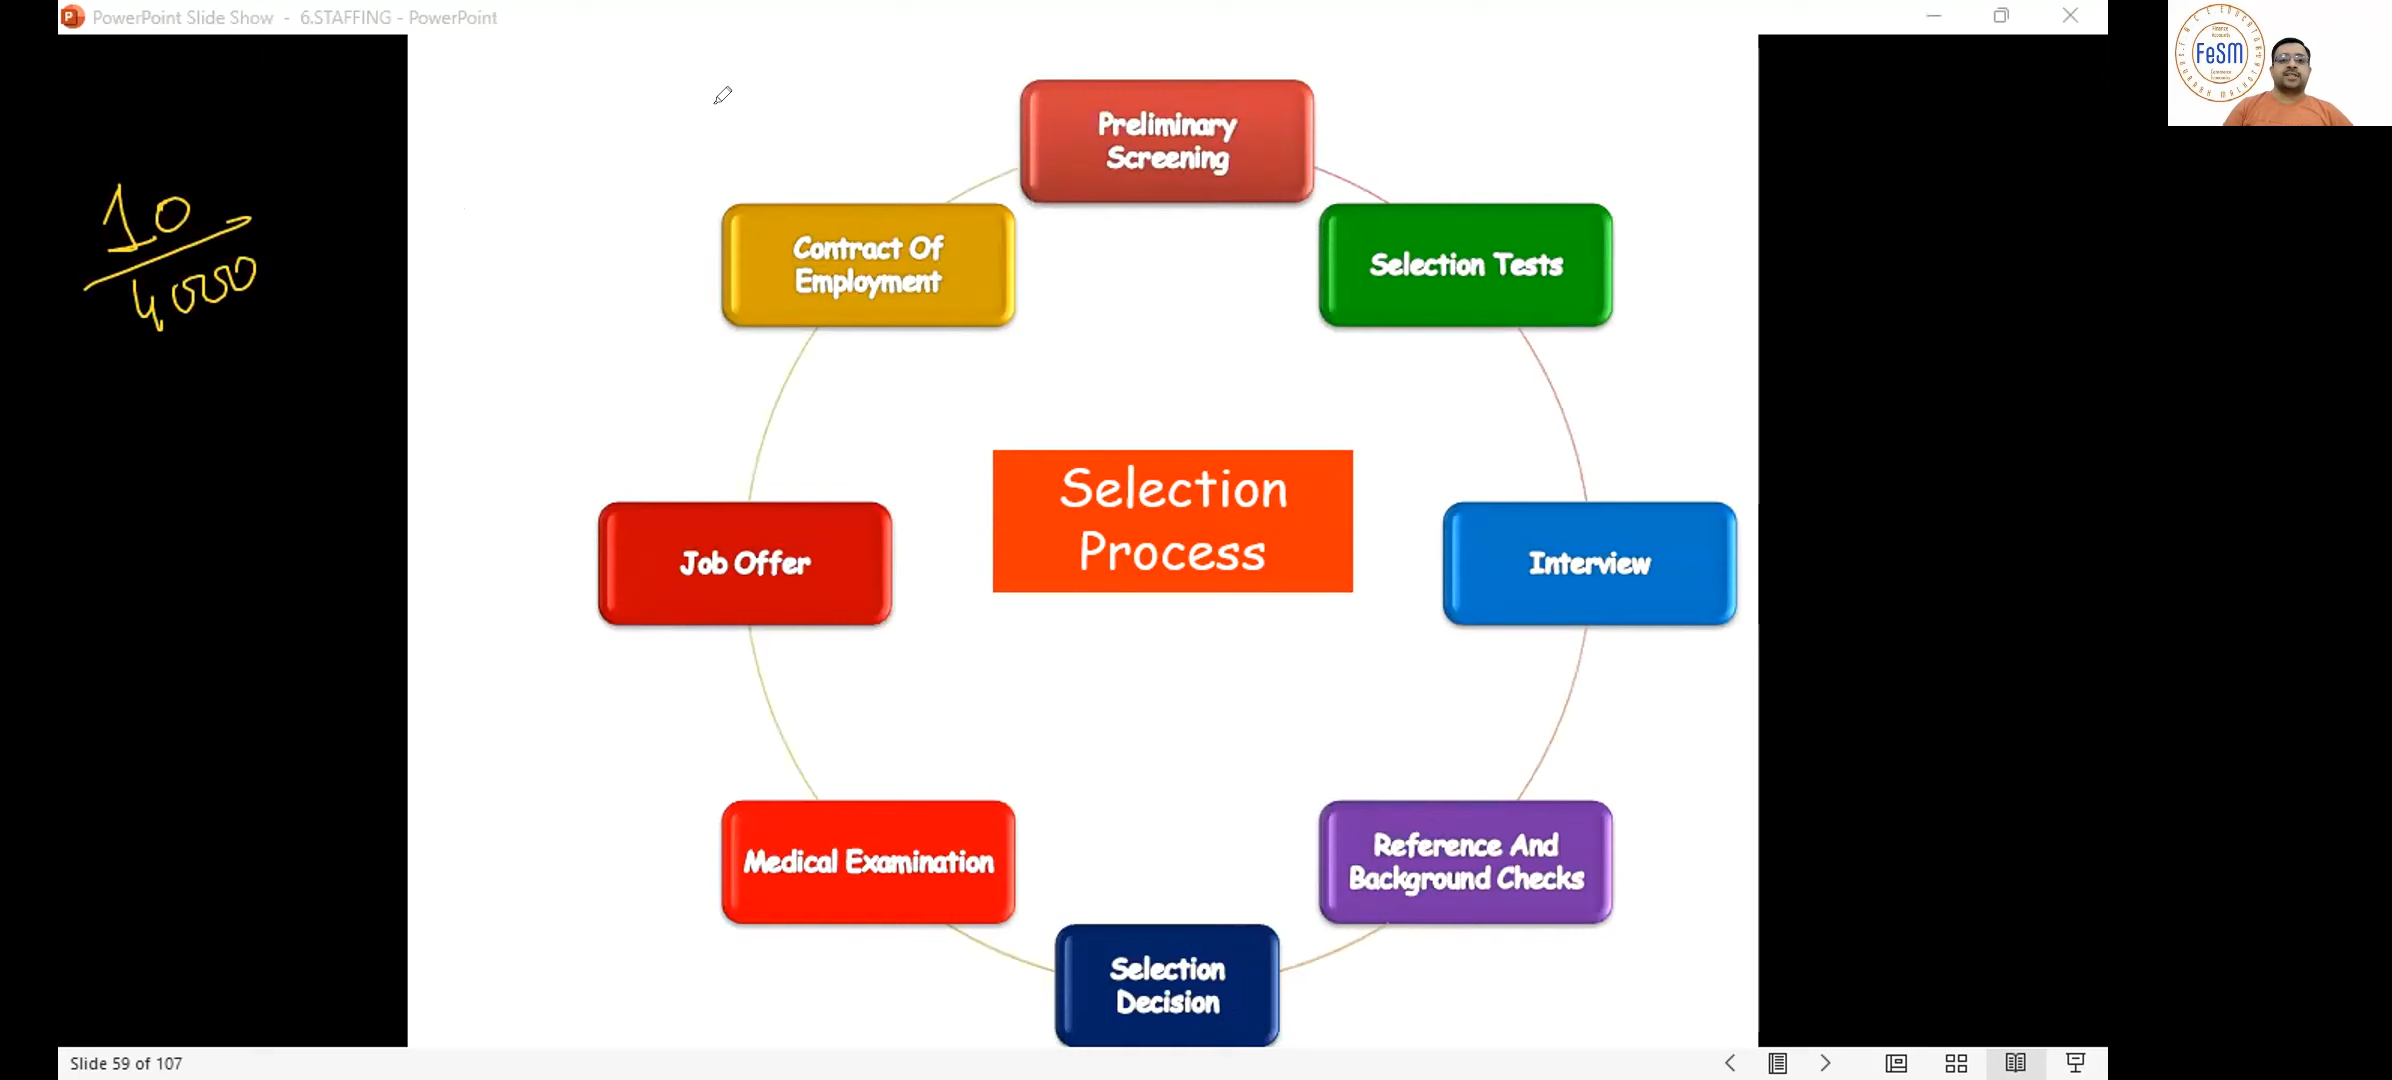 PowerPoint Slide Show - 6.STAFFING - PowerPoint
FeSM
10
4000
Preliminary
Screening
Selection Tests
Interview
Reference And
Background Checks
Selection
Decision
Medical Examination
Job Offer
Contract Of
Employment
Selection
Process
Slide 59 of 107